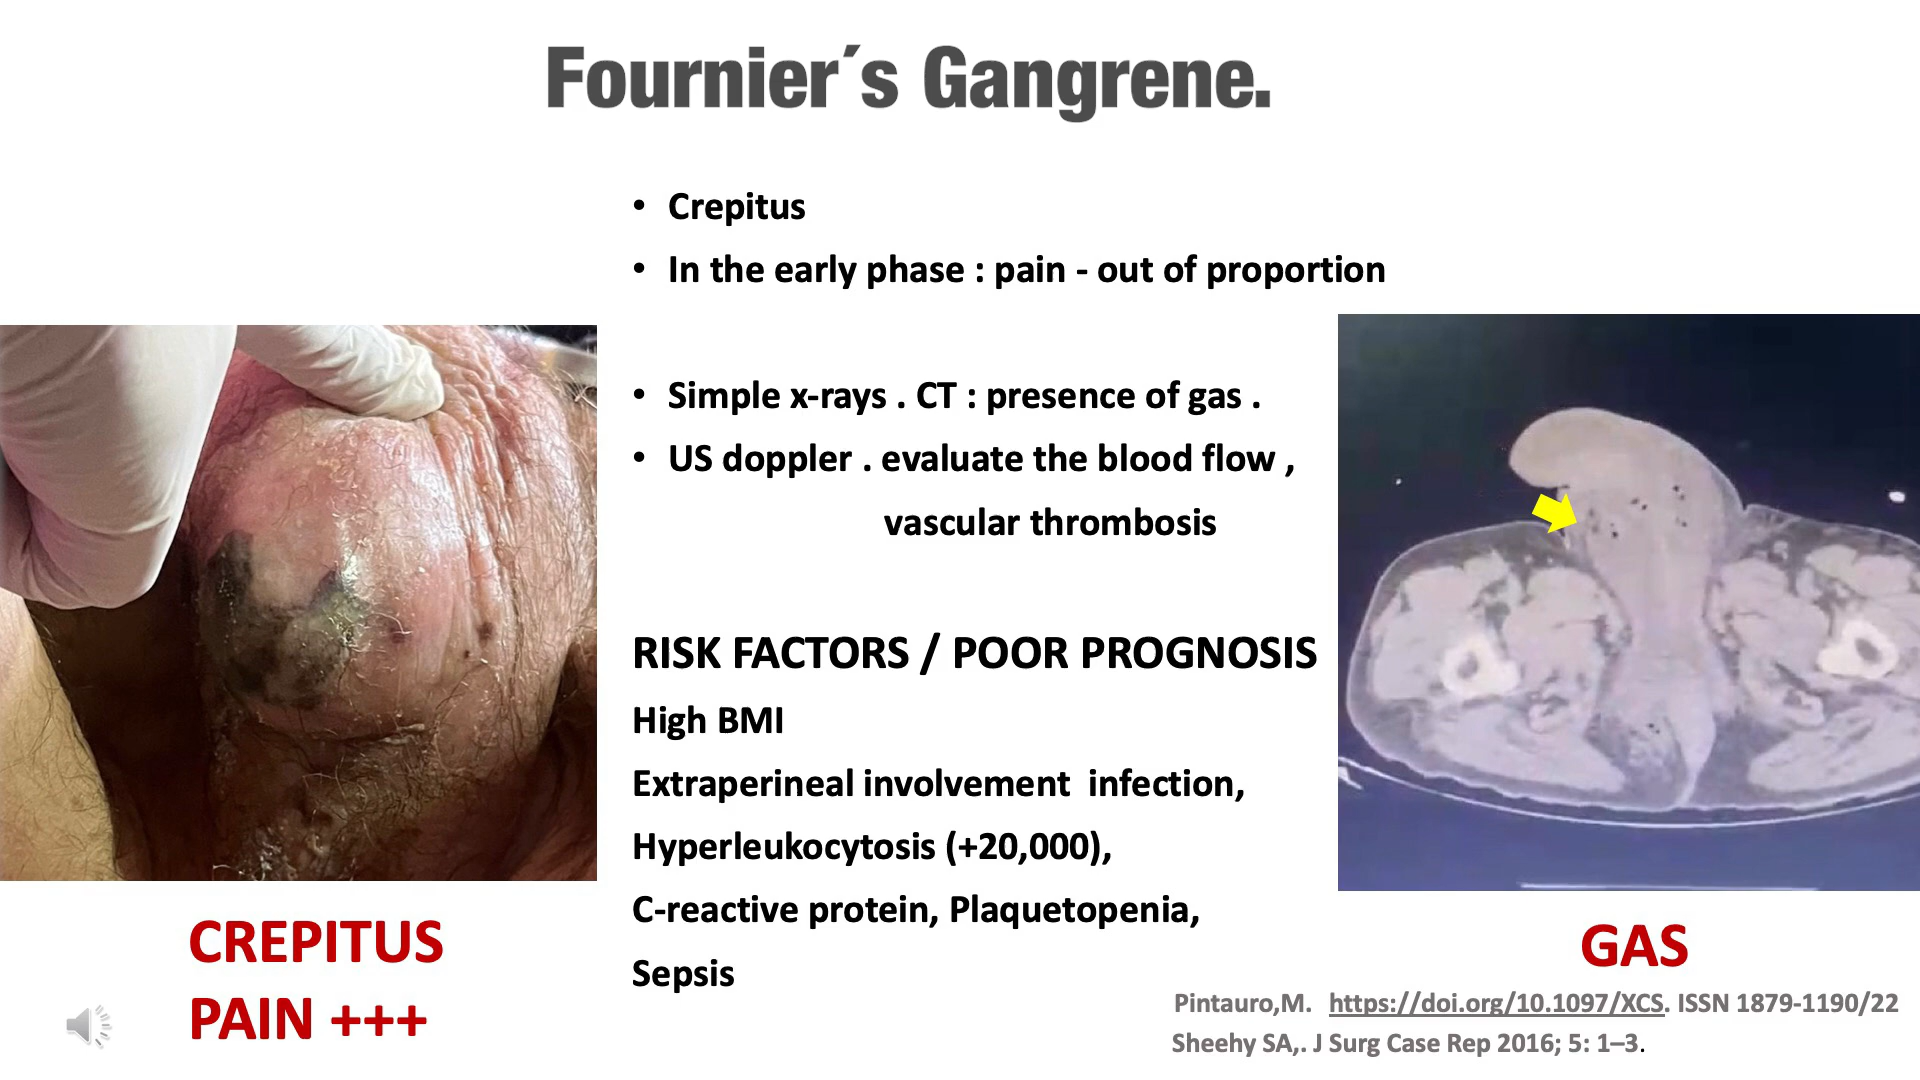 Fournier´s Gangrene.
• Crepitus
• In the early phase : pain - out of proportion
• Simple x-rays . CT : presence of gas .
• US doppler . evaluate the blood flow ,
vascular thrombosis
RISK FACTORS / POOR PROGNOSIS
High BMI
Extraperineal involvement  infection,
Hyperleukocytosis (+20,000),
C-reactive protein, Plaquetopenia,
Sepsis
CREPITUS
PAIN +++
GAS
Pintauro,M.  https://doi.org/10.1097/XCS. ISSN 1879-1190/22
Sheehy SA,. J Surg Case Rep 2016; 5: 1–3.